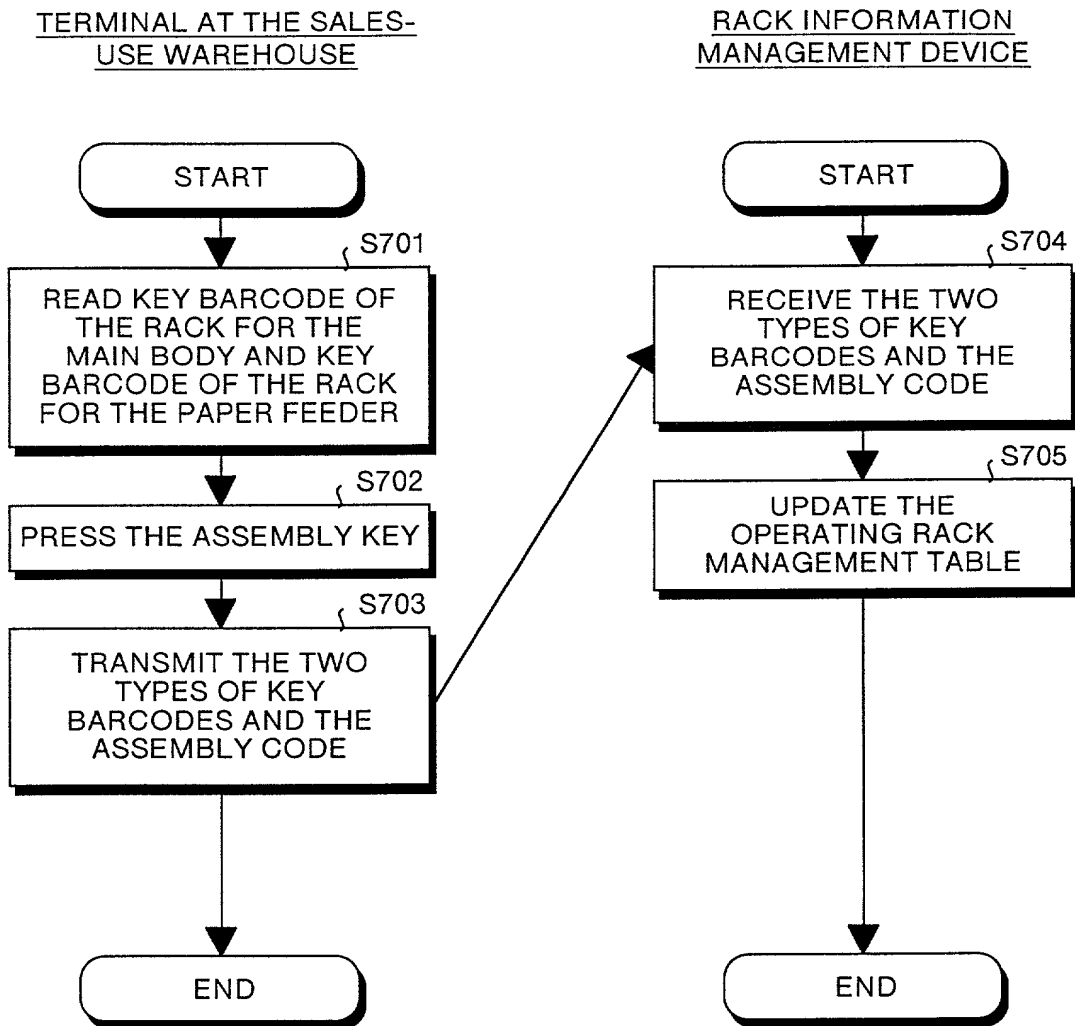 TERMINAL AT THE SALES-
USE WAREHOUSE
START
S701
READ KEY BARCODE OF
THE RACK FOR THE
MAIN BODY AND KEY
BARCODE OF THE RACK
FOR THE PAPER FEEDER
S702
PRESS THE ASSEMBLY KEY
S703
TRANSMIT THE TWO
TYPES OF KEY
BARCODES AND THE
ASSEMBLY CODE
END
RACK INFORMATION
MANAGEMENT DEVICE
START
S704
RECEIVE THE TWO
TYPES OF KEY
BARCODES AND THE
ASSEMBLY CODE
S705
UPDATE THE
OPERATING RACK
MANAGEMENT TABLE
END